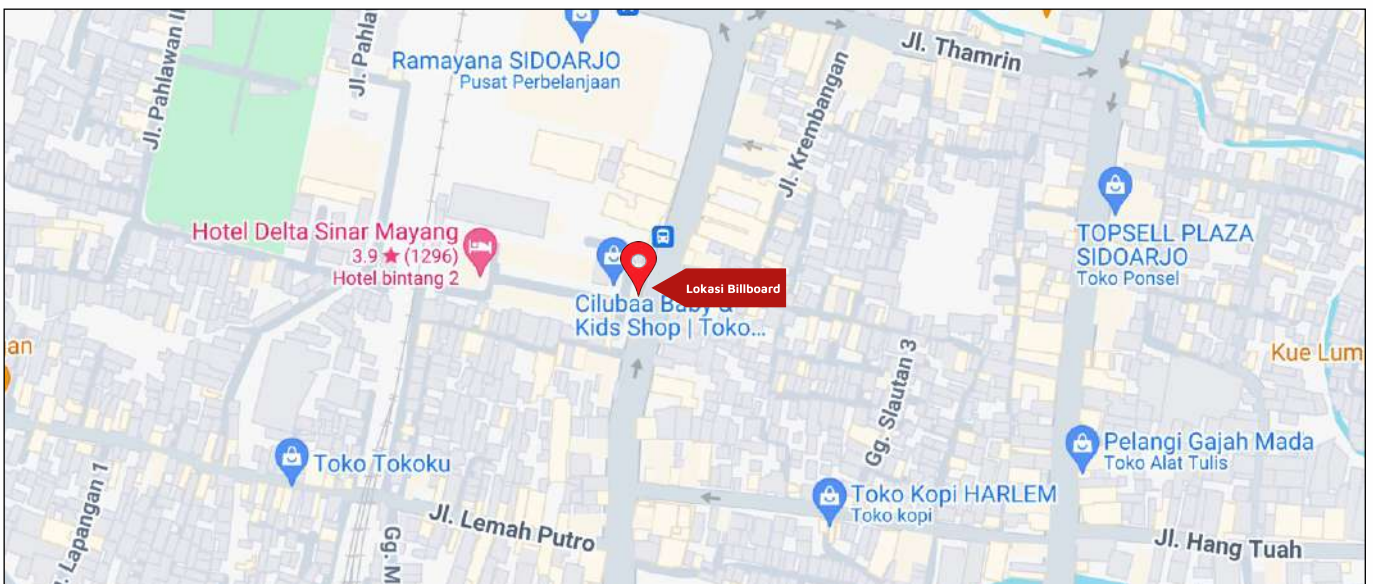 Jl. Pahlawan II
Jl. Pahla
Ramayana SIDOARJO
Pusat Perbelanjaan
Jl. Krembangan
Jl. Thamrin
Hotel Delta Sinar Mayang
3.9 ★ (1296)
Hotel bintang 2
Lokasi Billboard
Cilubaa Baby &
Kids Shop | Toko...
TOPSELL PLAZA
SIDOARJO
Toko Ponsel
an
Kue Lum
Gg. Slautan 3
Toko Tokoku
Pelangi Gajah Mada
Toko Alat Tulis
Toko Kopi HARLEM
Toko kopi
. Lapangan 1
Gg. M
Jl. Lemah Putro
Jl. Hang Tuah